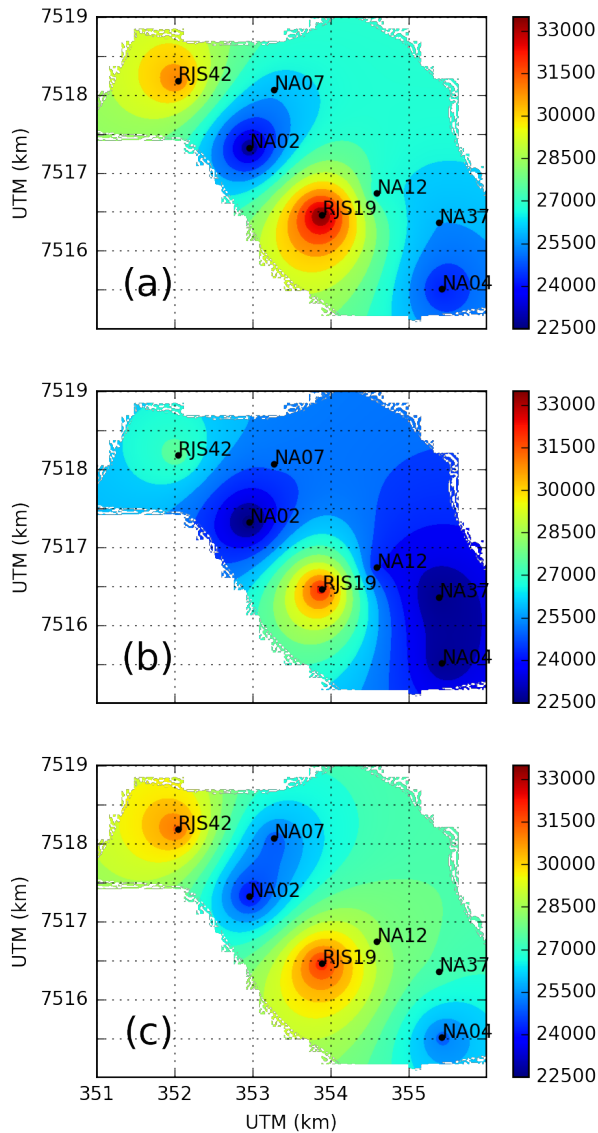 7519
33000
RJS42
NA07
31500
7518
30000
NA02
28500
7517
NA12
27000
RJS19
NA37
25500
7516
(a)
NA04
24000
22500
UTM (km)
7519
33000
RJS42
NA07
31500
7518
30000
NA02
28500
7517
NA12
27000
RJS19
NA37
25500
7516
(b)
NA04
24000
22500
UTM (km)
7519
33000
RJS42
NA07
31500
7518
30000
NA02
28500
7517
NA12
27000
RJS19
NA37
25500
7516
(c)
NA04
24000
22500
UTM (km)
351 352 353 354 355
UTM (km)